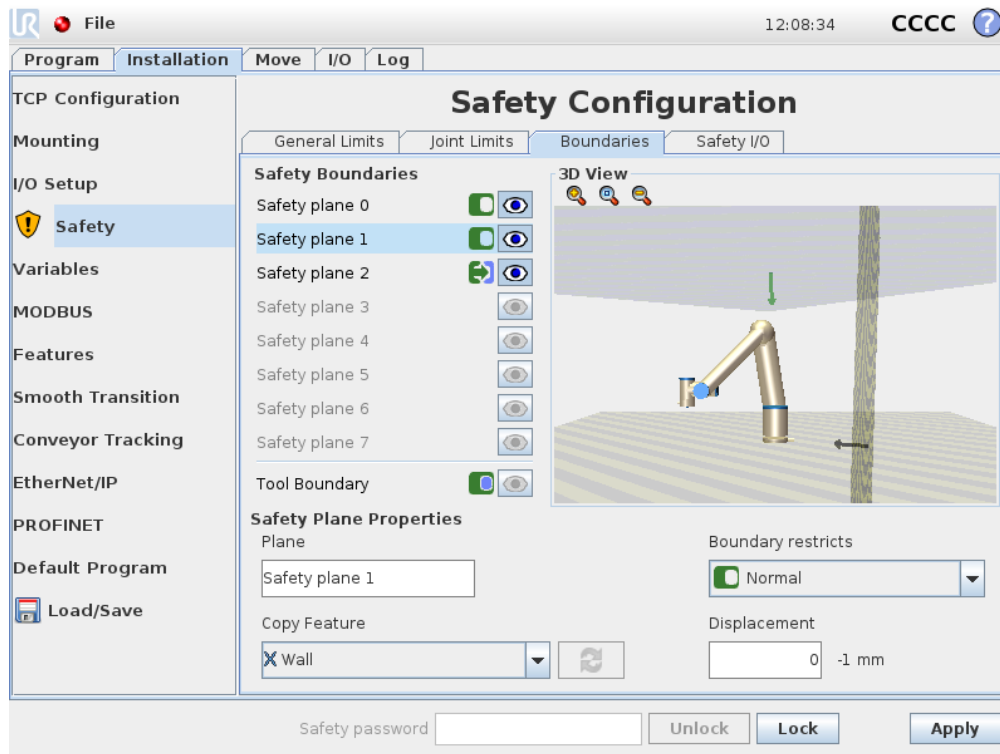 UR File 12:08:34 CCCC ?
Program Installation Move I/O Log
TCP Configuration
Mounting
I/O Setup
Safety
Variables
MODBUS
Features
Smooth Transition
Conveyor Tracking
EtherNet/IP
PROFINET
Default Program
Load/Save
Safety Configuration
General Limits Joint Limits Boundaries Safety I/O
Safety Boundaries
Safety plane 0
Safety plane 1
Safety plane 2
Safety plane 3
Safety plane 4
Safety plane 5
Safety plane 6
Safety plane 7
Tool Boundary
3D View
Safety Plane Properties
Plane
Safety plane 1
Boundary restricts
Normal
Copy Feature
Wall
Displacement
0 -1 mm
Safety password Unlock Lock Apply